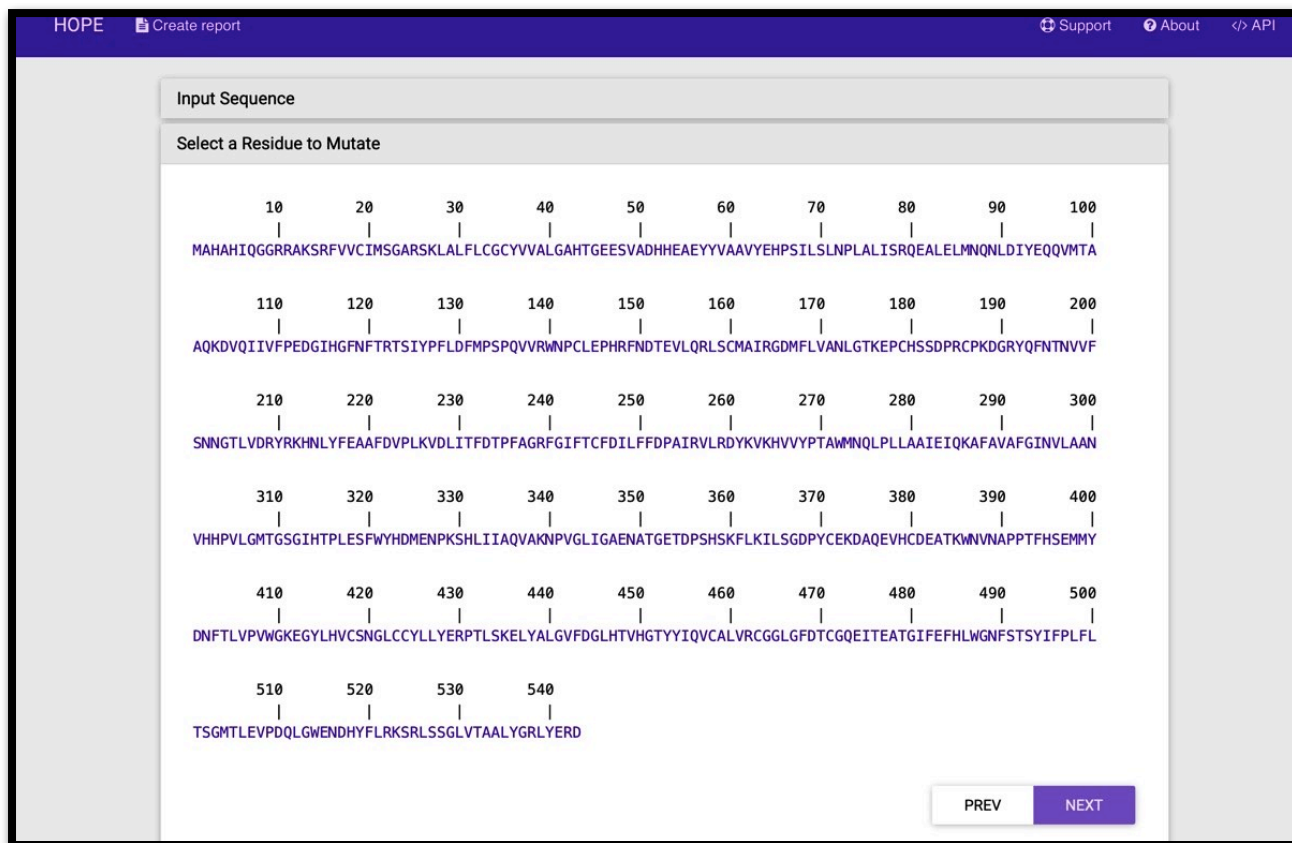 HOPE Create report Support About </> API
Input Sequence
Select a Residue to Mutate
10 20 30 40 50 60 70 80 90 100
| | | | | | | | | |
MAHAHIQGGRRAKSRFVVCIMSGARSKLALFLCGCYVVALGAHTGEESVADHHEAEYYVAAVYEHPSILSLNPLALISRQEALELMNQNLDIYEQQVMTA
110 120 130 140 150 160 170 180 190 200
| | | | | | | | | |
AQKDVQIIVFPEDGIHGFNFTRTSIYPFLDFMPSPQVVRWNPCLEPHRFNDTEVLQRLSCMAIRGDMFLVANLGTKEPCHSSDPRCPKDGRYQFNTNVVF
210 220 230 240 250 260 270 280 290 300
| | | | | | | | | |
SNNGTLVDRYRKHNLYFEAAFDVPLKVDLITFDTPFAGRFGIFTCFDILFFDPAIRVLRDYKVKHVVYPTAWMNQLPLLAAIEIQKAFAVAFGINVLAAN
310 320 330 340 350 360 370 380 390 400
| | | | | | | | | |
VHHPVLGMTGSGIHTPLESFWYHDMENPKSHLIIAQVAKNPVGLIGAENATGETDPSHSKFLKILSGDPYCEKDAQEVHCDEATKWNVNAPPTFHSEMMY
410 420 430 440 450 460 470 480 490 500
| | | | | | | | | |
DNFTLVPVWGKEGYLHVCSNGLCCYLLYERPTLSKELYALGVFDGLHTVHGTYYIQVCALVRCGGLGFDTCGQEITEATGIFEFHLWGNFSTSYIFPLFL
510 520 530 540
| | | |
TSGMTLEVPDQLGWENDHYFLRKSRLSSGLVTAALYGRLYERD
PREV NEXT